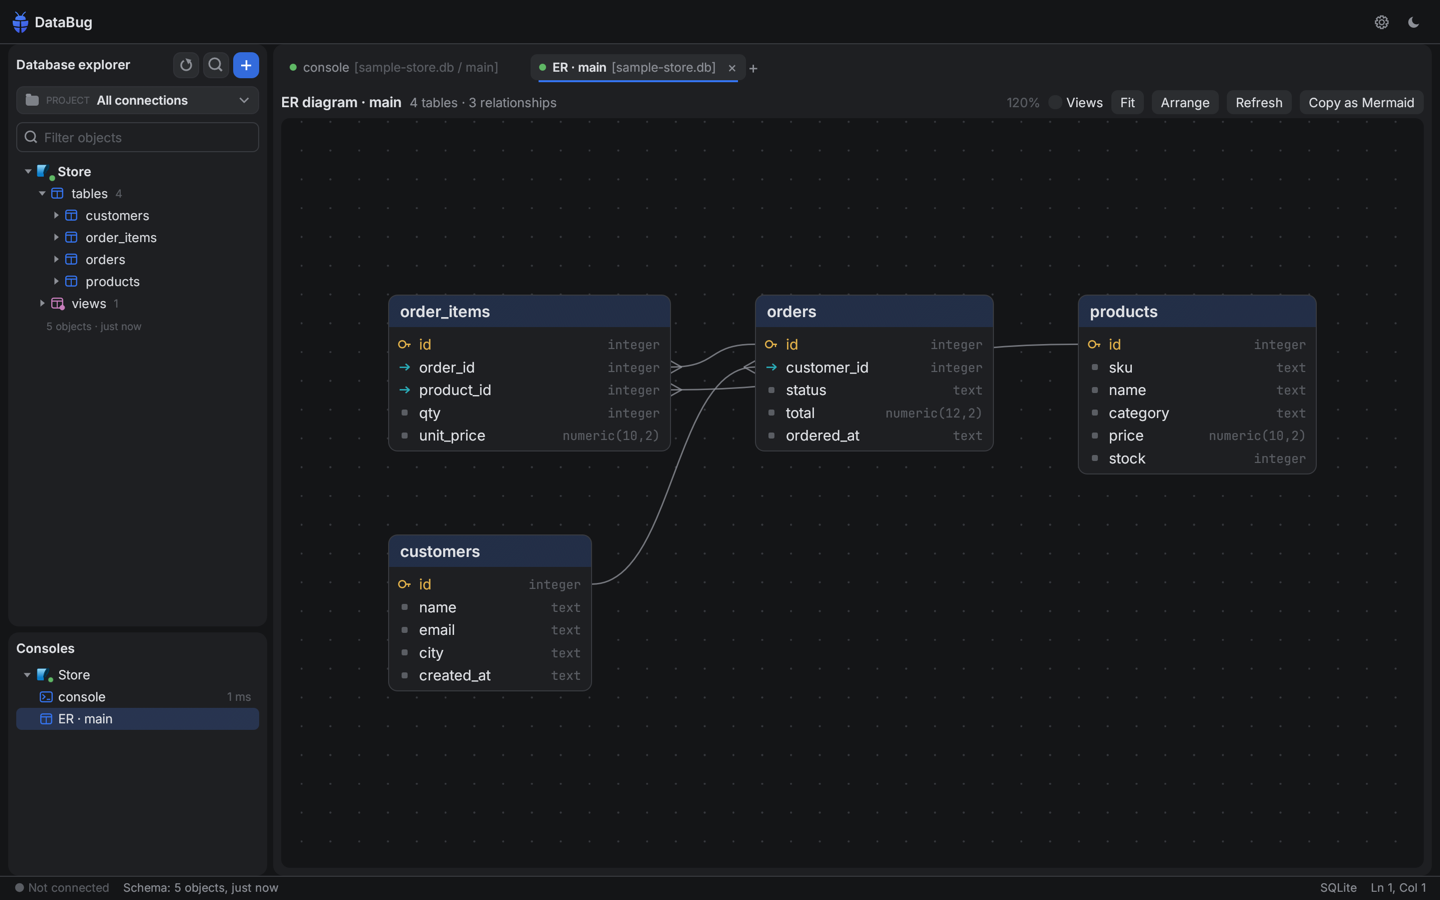 DataBug
Database explorer
PROJECT All connections
Filter objects
Store
tables 4
customers
order_items
orders
products
views 1
5 objects · just now
Consoles
Store
console 1 ms
ER · main
console [sample-store.db / main]
ER · main [sample-store.db] × +
ER diagram · main 4 tables · 3 relationships
120% Views Fit Arrange Refresh Copy as Mermaid
order_items
id integer
order_id integer
product_id integer
qty integer
unit_price numeric(10,2)
orders
id integer
customer_id integer
status text
total numeric(12,2)
ordered_at text
products
id integer
sku text
name text
category text
price numeric(10,2)
stock integer
customers
id integer
name text
email text
city text
created_at text
Not connected Schema: 5 objects, just now
SQLite Ln 1, Col 1